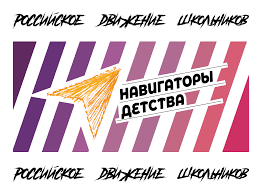 РОССИЙСКОЕ ДВИЖЕНИЕ ШКОЛЬНИКОВ
НАВИГАТОРЫ
ДЕТСТВА
РОССИЙСКОЕ ДВИЖЕНИЕ ШКОЛЬНИКОВ